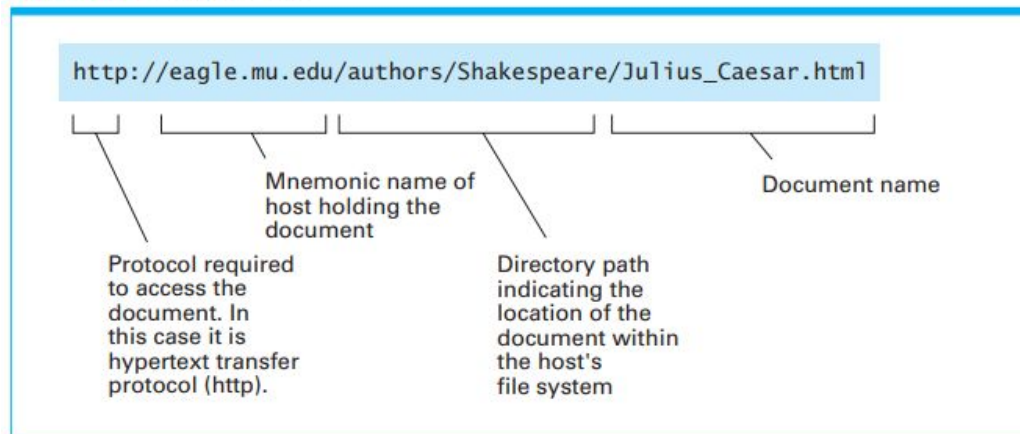 http://eagle.mu.edu/authors/Shakespeare/Julius_Caesar.html
Mnemonic name of
host holding the
document
Document name
Protocol required
to access the
document. In
this case it is
hypertext transfer
protocol (http).
Directory path
indicating the
location of the
document within
the host's
file system